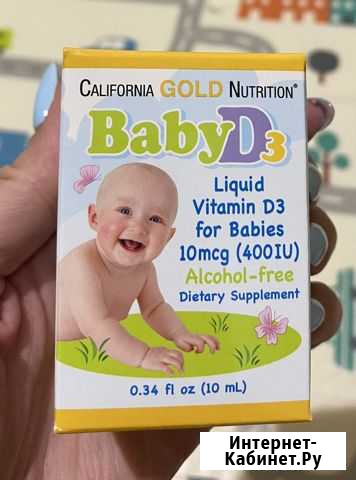 CALIFORNIA GOLD NUTRITION®
BabyD3
Liquid
Vitamin D3
for Babies
10mcg (400IU)
Alcohol-free
Dietary Supplement
0.34 fl oz (10 mL)
Интернет-
Кабинет.Ру